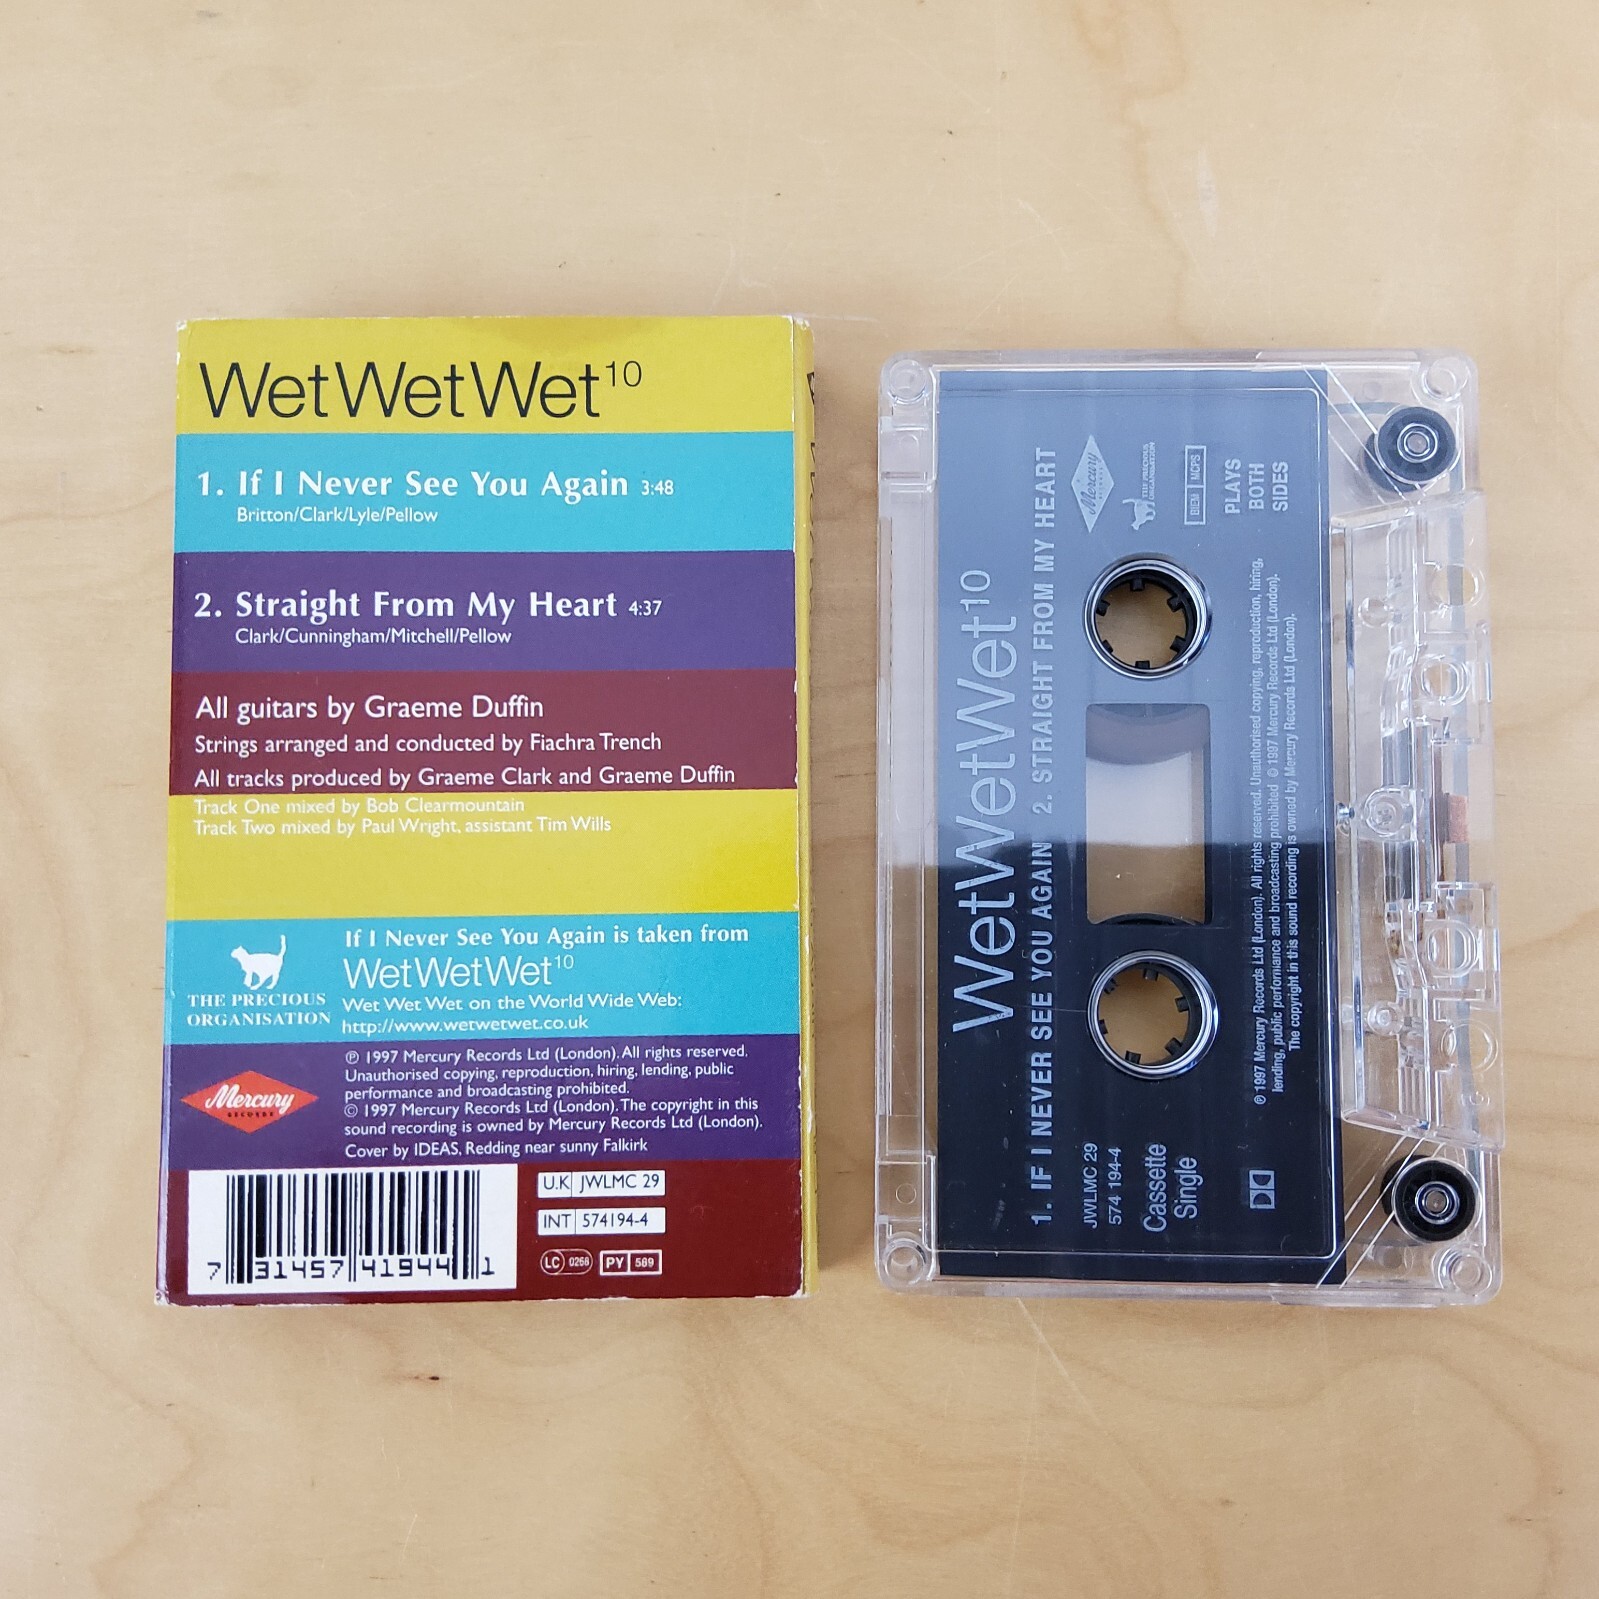 WetWetWet10
1. If I Never See You Again 3:48
Britton/Clark/Lyle/Pellow
2. Straight From My Heart 4:37
Clark/Cunningham/Mitchell/Pellow
All guitars by Graeme Duffin
Strings arranged and conducted by Fiachra Trench
All tracks produced by Graeme Clark and Graeme Duffin
Track One mixed by Bob Clearmountain
Track Two mixed by Paul Wright, assistant Tim Wills
THE PRECIOUS
ORGANISATION
If I Never See You Again is taken from
WetWetWet10
Wet Wet Wet on the World Wide Web:
http://www.wetwetwet.co.uk
Mercury
RECORDS
℗ 1997 Mercury Records Ltd (London). All rights reserved.
Unauthorised copying, reproduction, hiring, lending, public
performance and broadcasting prohibited.
© 1997 Mercury Records Ltd (London). The copyright in this
sound recording is owned by Mercury Records Ltd (London).
Cover by IDEAS, Redding near sunny Falkirk
7 31457 41944 1
U.K JWLMC 29
INT 574194-4
LC 0268 PY 589
WetWetWet10
1. IF I NEVER SEE YOU AGAIN 2. STRAIGHT FROM MY HEART
Mercury
RECORDS
THE PRECIOUS
ORGANISATION
BIEM MCPS
PLAYS
BOTH
SIDES
JWLMC 29
574 194-4
Cassette
Single
℗ 1997 Mercury Records Ltd (London). All rights reserved. Unauthorised copying, reproduction, hiring,
lending, public performance and broadcasting prohibited © 1997 Mercury Records Ltd (London).
The copyright in this sound recording is owned by Mercury Records Ltd (London).